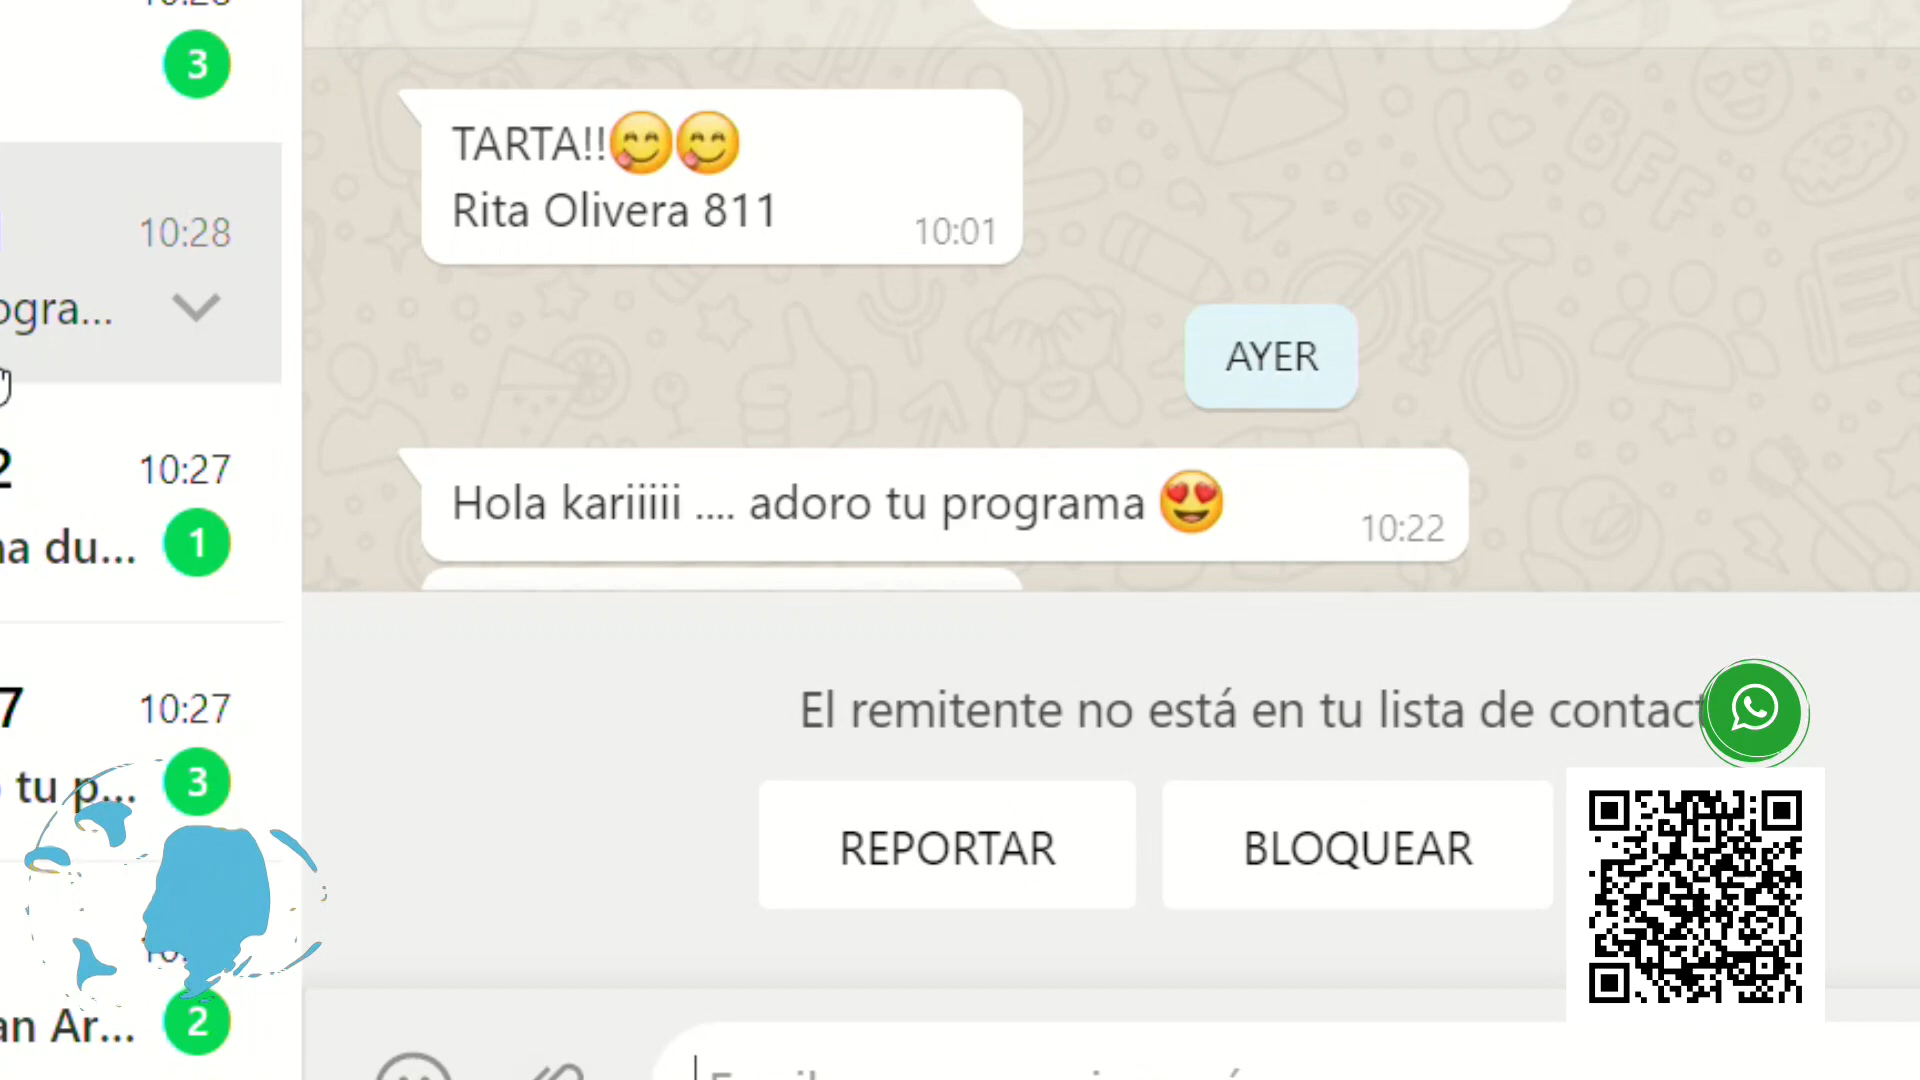 3
TARTA!!😋😋
Rita Olivera 811
10:01
10:28
ogra...
AYER
2
10:27
a du...
1
Hola kariiiii .... adoro tu programa 😍
10:22
7
10:27
tu p...
3
El remitente no está en tu lista de contact
REPORTAR
BLOQUEAR
an Ar...
2